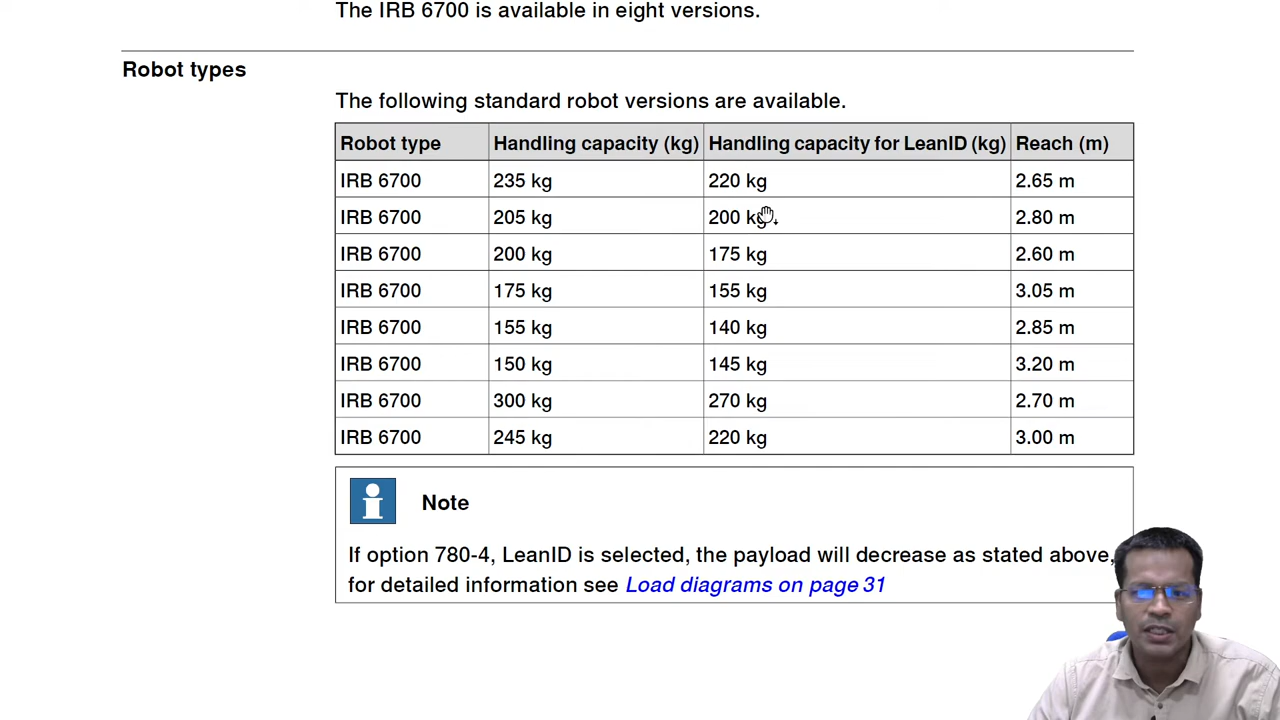 The IRB 6700 is available in eight versions.
Robot types
The following standard robot versions are available.
Robot type Handling capacity (kg) Handling capacity for LeanID (kg) Reach (m)
IRB 6700 235 kg 220 kg 2.65 m
IRB 6700 205 kg 200 kg 2.80 m
IRB 6700 200 kg 175 kg 2.60 m
IRB 6700 175 kg 155 kg 3.05 m
IRB 6700 155 kg 140 kg 2.85 m
IRB 6700 150 kg 145 kg 3.20 m
IRB 6700 300 kg 270 kg 2.70 m
IRB 6700 245 kg 220 kg 3.00 m
Note
If option 780-4, LeanID is selected, the payload will decrease as stated above,
for detailed information see Load diagrams on page 31